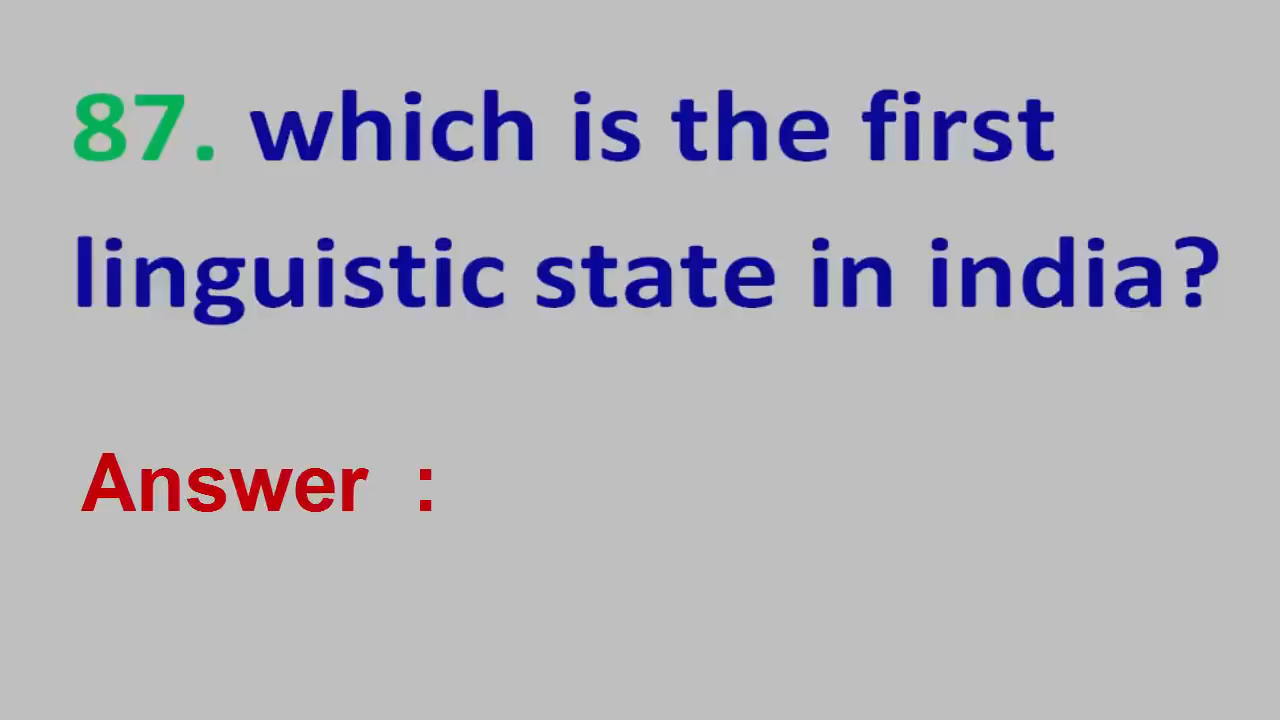 87. which is the first
linguistic state in india?
Answer :